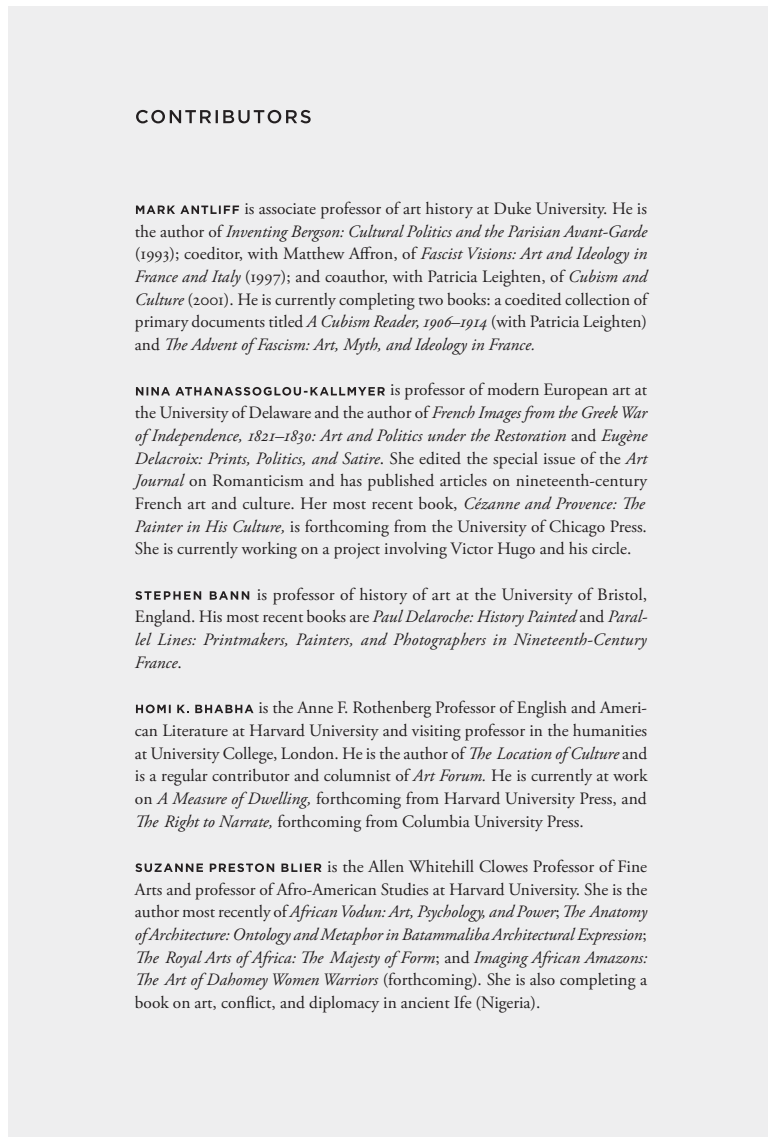 CONTRIBUTORS
MARK ANTLIFF is associate professor of art history at Duke University. He is
the author of Inventing Bergson: Cultural Politics and the Parisian Avant-Garde
(1993); coeditor, with Matthew Affron, of Fascist Visions: Art and Ideology in
France and Italy (1997); and coauthor, with Patricia Leighten, of Cubism and
Culture (2001). He is currently completing two books: a coedited collection of
primary documents titled A Cubism Reader, 1906–1914 (with Patricia Leighten)
and The Advent of Fascism: Art, Myth, and Ideology in France.
NINA ATHANASSOGLOU-KALLMYER is professor of modern European art at
the University of Delaware and the author of French Images from the Greek War
of Independence, 1821–1830: Art and Politics under the Restoration and Eugène
Delacroix: Prints, Politics, and Satire. She edited the special issue of the Art
Journal on Romanticism and has published articles on nineteenth-century
French art and culture. Her most recent book, Cézanne and Provence: The
Painter in His Culture, is forthcoming from the University of Chicago Press.
She is currently working on a project involving Victor Hugo and his circle.
STEPHEN BANN is professor of history of art at the University of Bristol,
England. His most recent books are Paul Delaroche: History Painted and Paral-
lel Lines: Printmakers, Painters, and Photographers in Nineteenth-Century
France.
HOMI K. BHABHA is the Anne F. Rothenberg Professor of English and Ameri-
can Literature at Harvard University and visiting professor in the humanities
at University College, London. He is the author of The Location of Culture and
is a regular contributor and columnist of Art Forum. He is currently at work
on A Measure of Dwelling, forthcoming from Harvard University Press, and
The Right to Narrate, forthcoming from Columbia University Press.
SUZANNE PRESTON BLIER is the Allen Whitehill Clowes Professor of Fine
Arts and professor of Afro-American Studies at Harvard University. She is the
author most recently of African Vodun: Art, Psychology, and Power; The Anatomy
of Architecture: Ontology and Metaphor in Batammaliba Architectural Expression;
The Royal Arts of Africa: The Majesty of Form; and Imaging African Amazons:
The Art of Dahomey Women Warriors (forthcoming). She is also completing a
book on art, conflict, and diplomacy in ancient Ife (Nigeria).